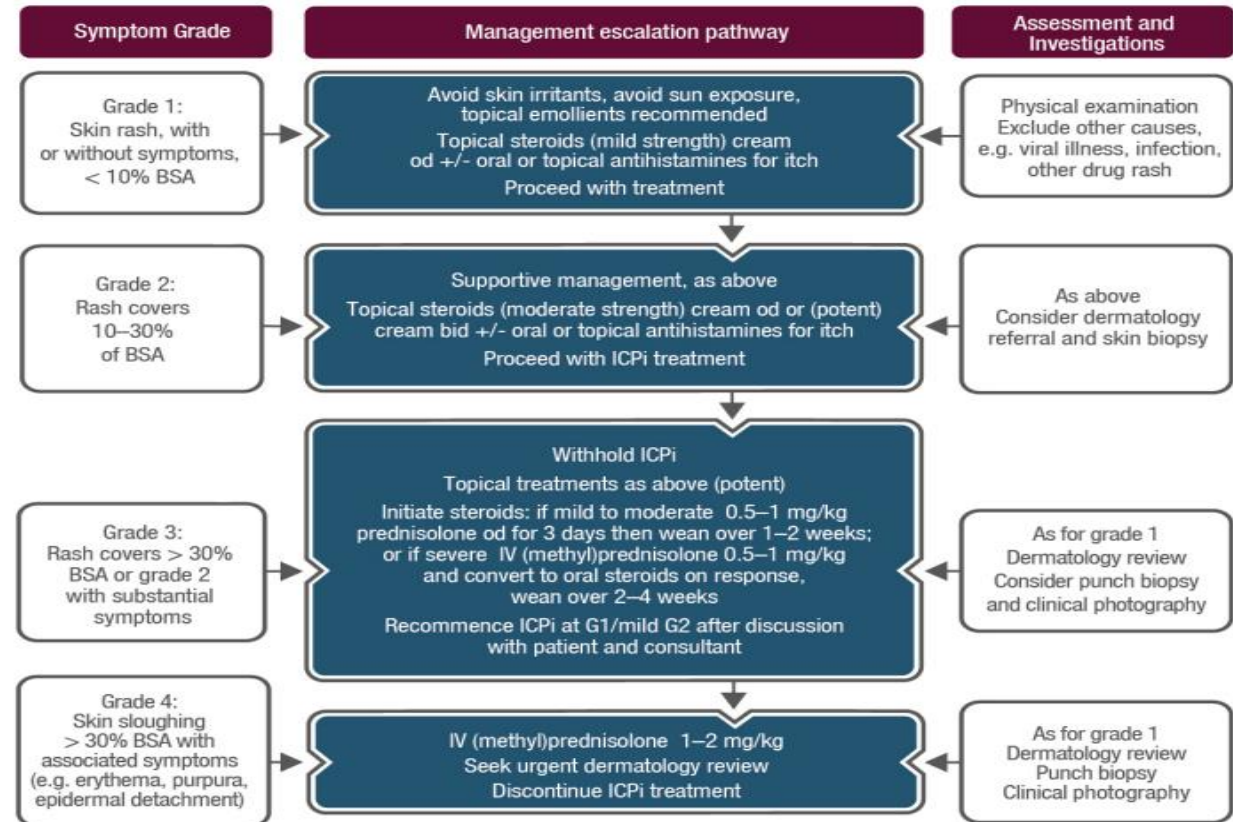 Symptom Grade
Management escalation pathway
Assessment and
Investigations
Grade 1:
Skin rash, with
or without symptoms,
< 10% BSA
Avoid skin irritants, avoid sun exposure,
topical emollients recommended
Topical steroids (mild strength) cream
od +/- oral or topical antihistamines for itch
Proceed with treatment
Physical examination
Exclude other causes,
e.g. viral illness, infection,
other drug rash
Grade 2:
Rash covers
10–30%
of BSA
Supportive management, as above
Topical steroids (moderate strength) cream od or (potent)
cream bid +/- oral or topical antihistamines for itch
Proceed with ICPi treatment
As above
Consider dermatology
referral and skin biopsy
Grade 3:
Rash covers > 30%
BSA or grade 2
with substantial
symptoms
Withhold ICPi
Topical treatments as above (potent)
Initiate steroids: if mild to moderate 0.5–1 mg/kg
prednisolone od for 3 days then wean over 1–2 weeks;
or if severe IV (methyl)prednisolone 0.5–1 mg/kg
and convert to oral steroids on response,
wean over 2–4 weeks
Recommence ICPi at G1/mild G2 after discussion
with patient and consultant
As for grade 1
Dermatology review
Consider punch biopsy
and clinical photography
Grade 4:
Skin sloughing
> 30% BSA with
associated symptoms
(e.g. erythema, purpura,
epidermal detachment)
IV (methyl)prednisolone 1–2 mg/kg
Seek urgent dermatology review
Discontinue ICPi treatment
As for grade 1
Dermatology review
Punch biopsy
Clinical photography